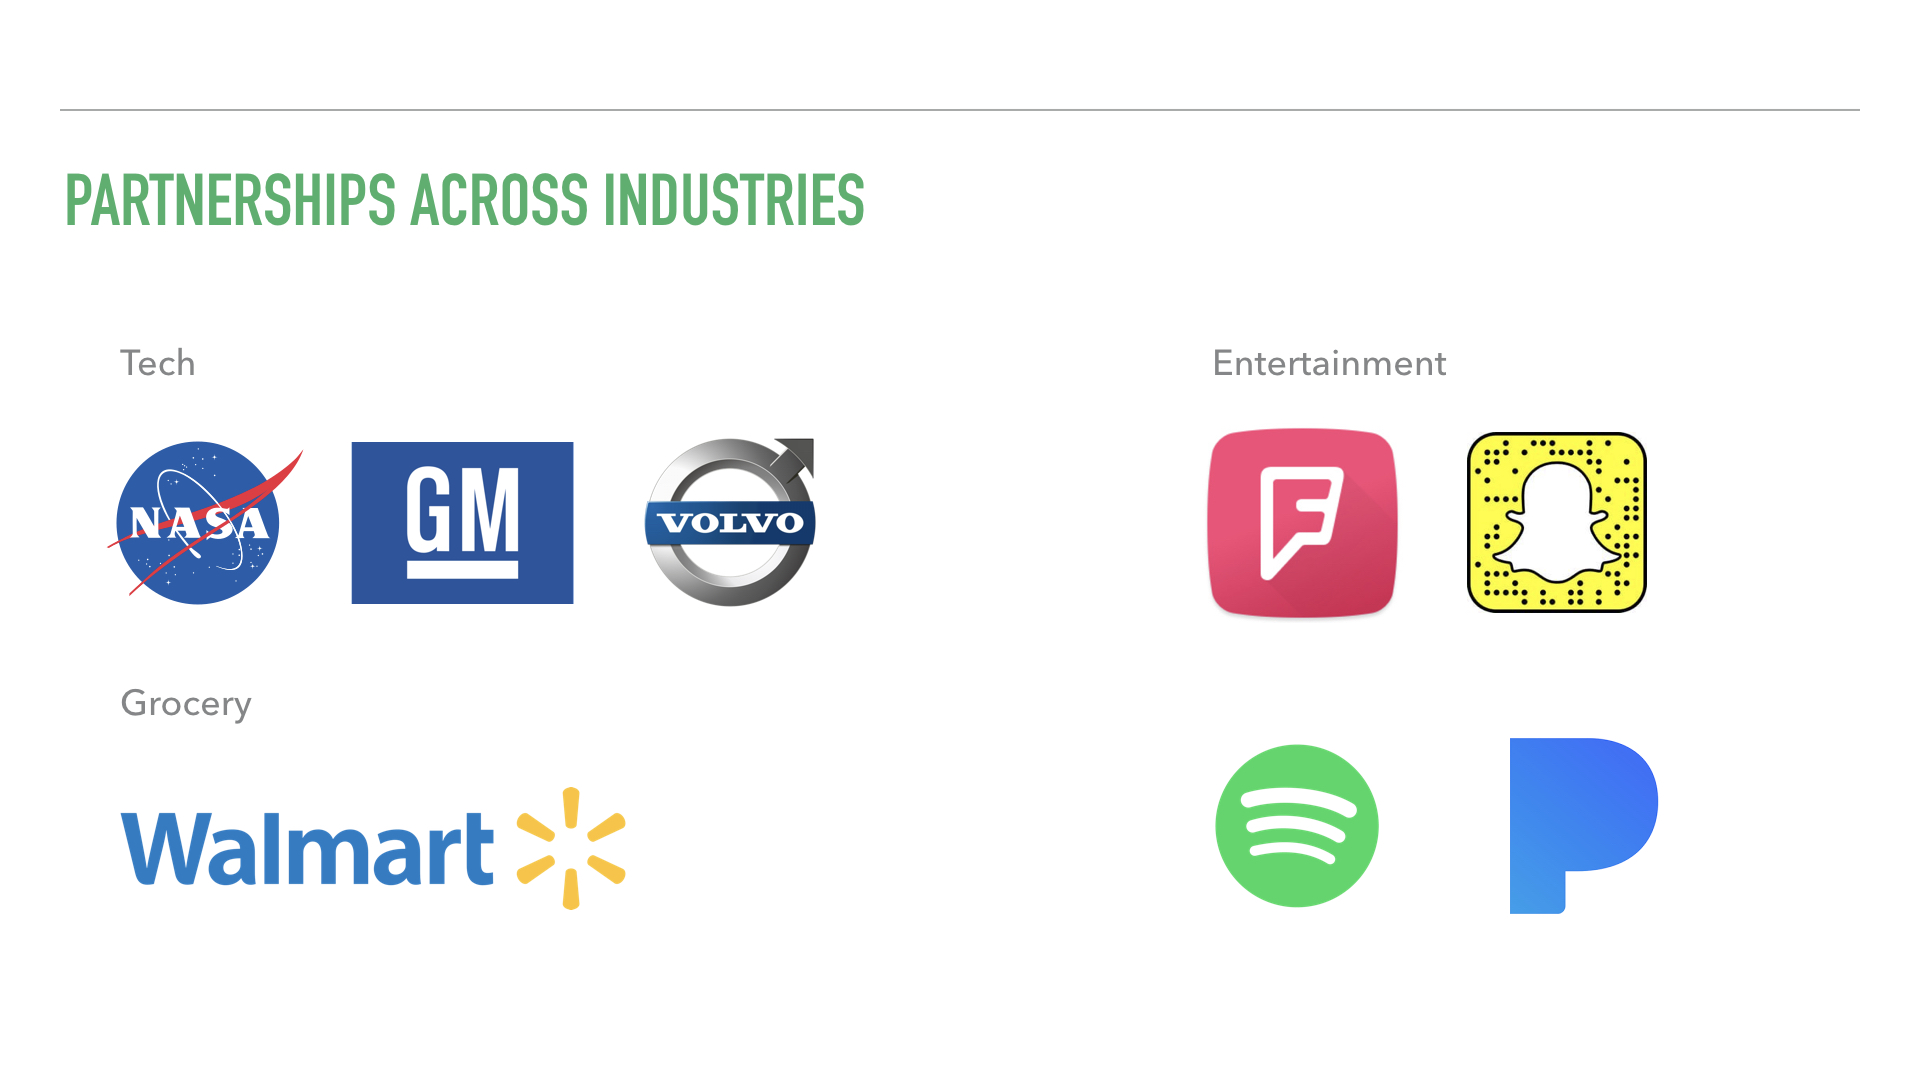 PARTNERSHIPS ACROSS INDUSTRIES
Tech
Entertainment
NASA
GM
VOLVO
Grocery
Walmart